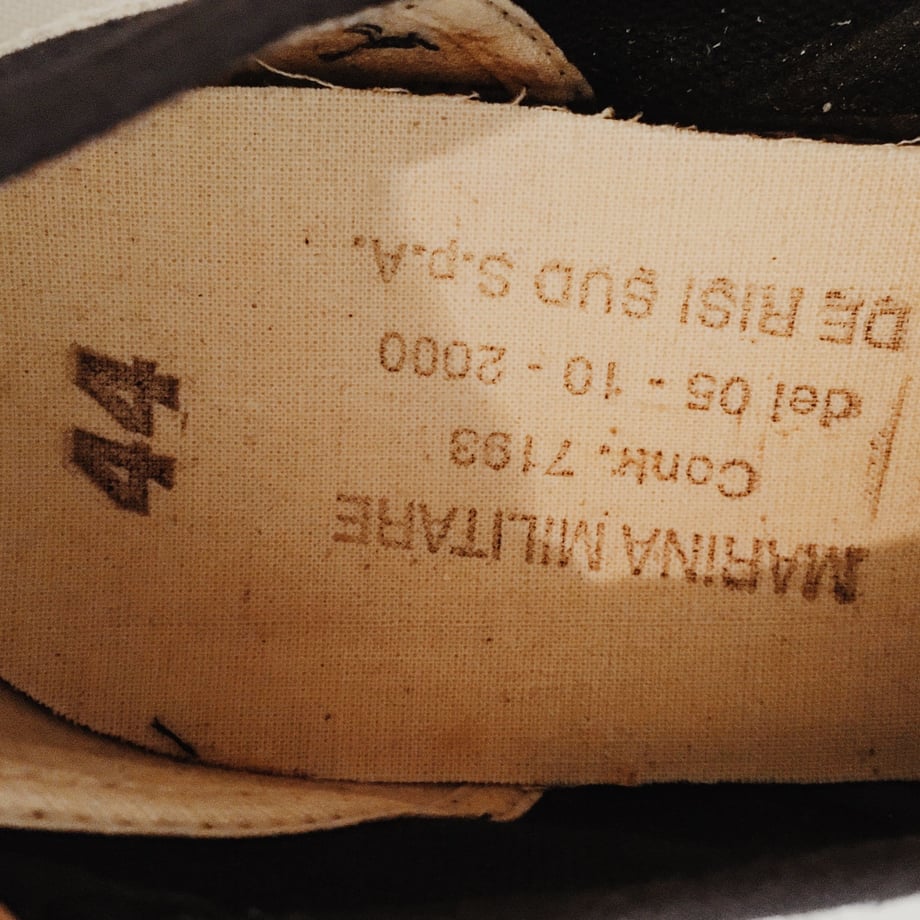 MARINA MILITARE
Contr. 7193
del 05 - 10 - 2000
DE RISI SUD S.p.A.
44